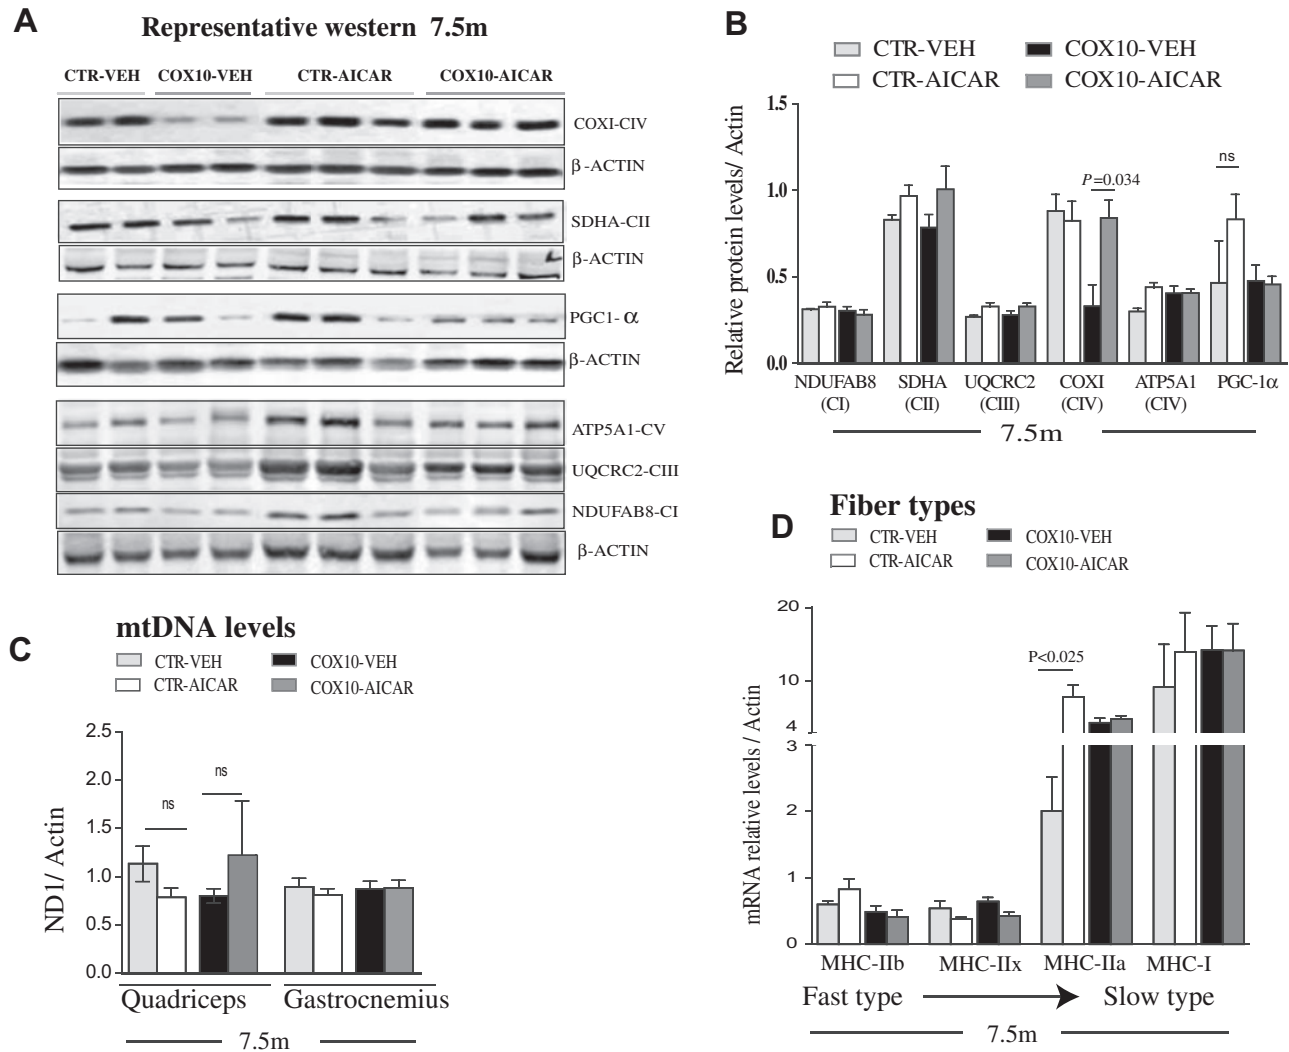 A
Representative western 7.5m
CTR-VEH COX10-VEH CTR-AICAR COX10-AICAR
COXI-CIV
β-ACTIN
SDHA-CII
β-ACTIN
PGC1-α
β-ACTIN
ATP5A1-CV
UQCRC2-CIII
NDUFAB8-CI
β-ACTIN
B
CTR-VEH COX10-VEH
CTR-AICAR COX10-AICAR
Relative protein levels/ Actin
1.5
1.0
0.5
0.0
P=0.034
ns
NDUFAB8 SDHA UQCRC2 COXI ATP5A1 PGC-1α
(CI) (CII) (CIII) (CIV) (CIV)
7.5m
C
mtDNA levels
CTR-VEH COX10-VEH
CTR-AICAR COX10-AICAR
ND1/ Actin
2.5
2.0
1.5
1.0
0.5
0.0
ns
ns
Quadriceps Gastrocnemius
7.5m
D
Fiber types
CTR-VEH COX10-VEH
CTR-AICAR COX10-AICAR
mRNA relative levels / Actin
20
10
4
3
2
1
0
P<0.025
MHC-IIb MHC-IIx MHC-IIa MHC-I
Fast type Slow type
7.5m